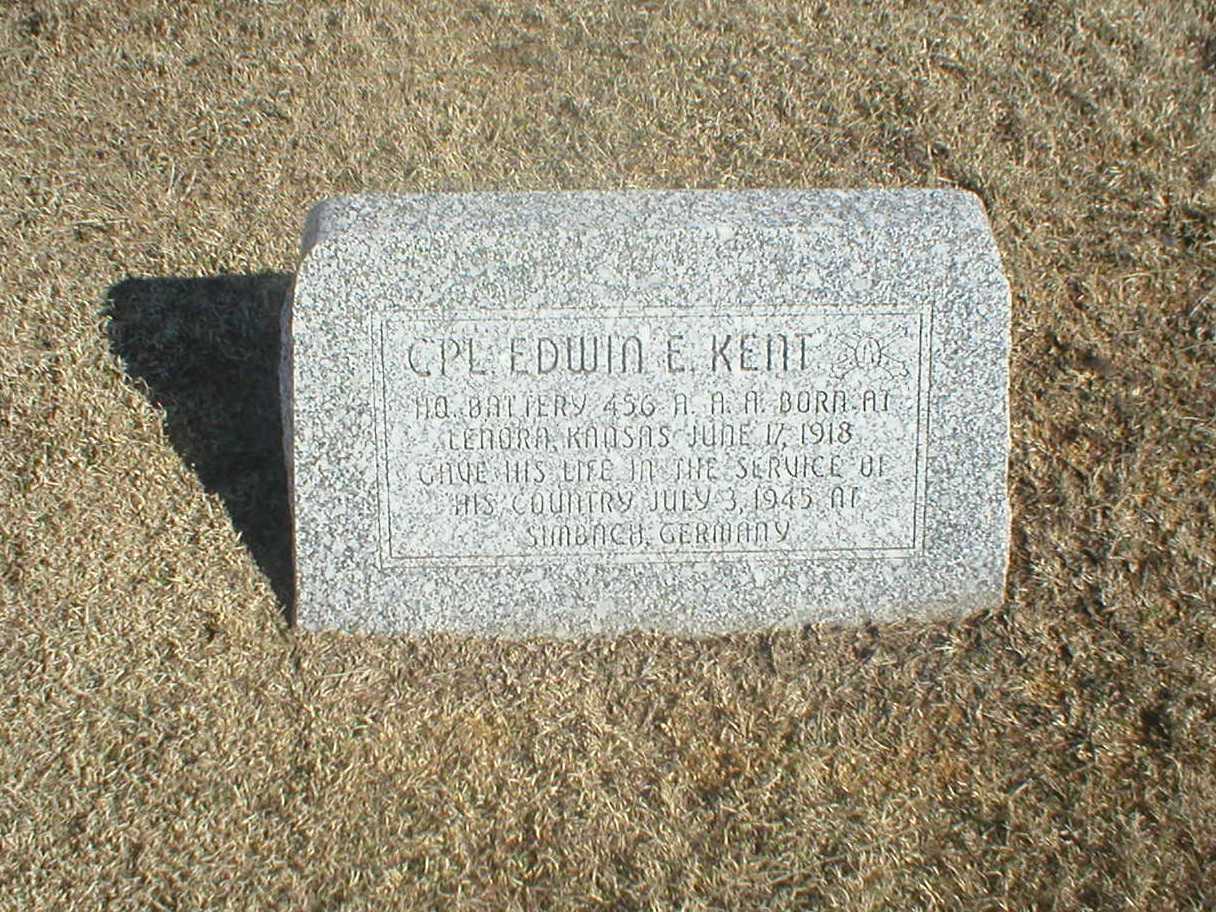 CPL. EDWIN E. KENT
HQ. BATTERY 456 A. A. A. BORN AT
LENORA, KANSAS JUNE 17, 1918
GAVE HIS LIFE IN THE SERVICE OF
HIS COUNTRY JULY 3, 1945 AT
SIMBACH, GERMANY